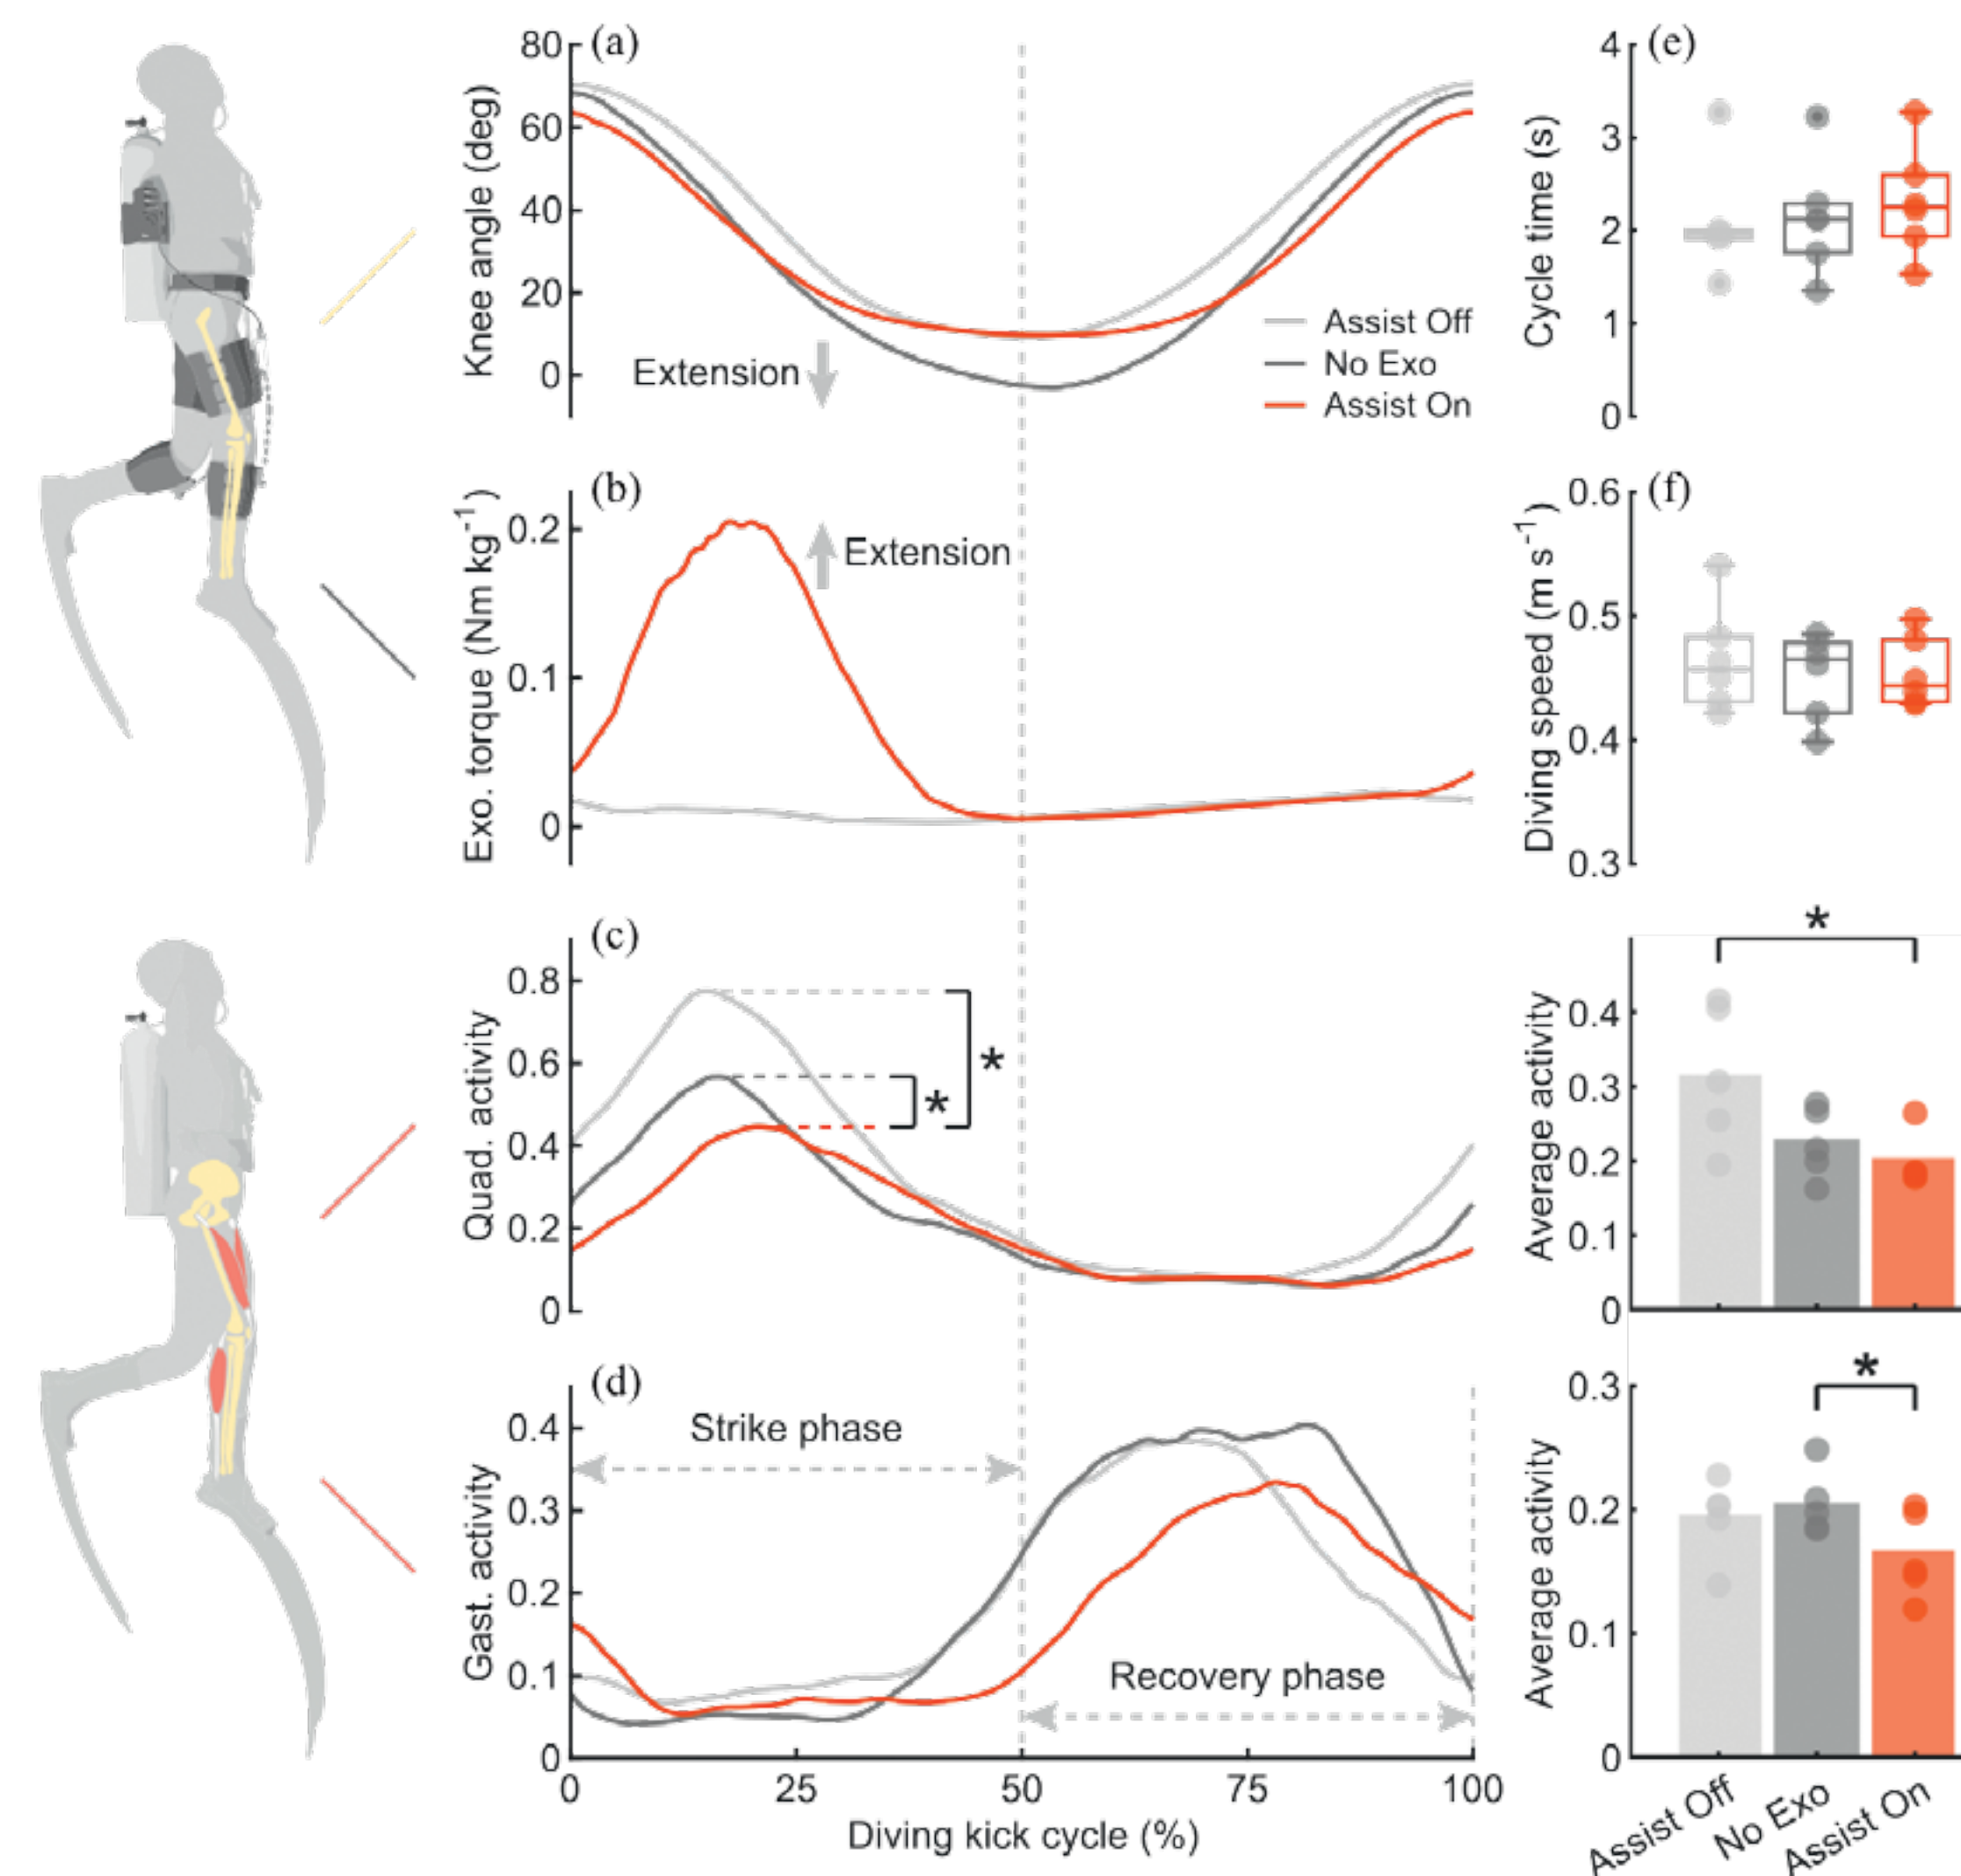 (a)
Knee angle (deg)
80
60
40
20
0
Extension
Assist Off
No Exo
Assist On
(e)
Cycle time (s)
4
3
2
1
0
(b)
Exo. torque (Nm kg⁻¹)
0.2
0.1
0
Extension
(f)
Diving speed (m s⁻¹)
0.6
0.5
0.4
0.3
(c)
Quad. activity
0.8
0.6
0.4
0.2
0
*
*
*
Average activity
0.4
0.3
0.2
0.1
0
(d)
Gast. activity
0.4
0.3
0.2
0.1
0
Strike phase
Recovery phase
0
25
50
75
100
Diving kick cycle (%)
*
Average activity
0.3
0.2
0.1
0
Assist Off
No Exo
Assist On